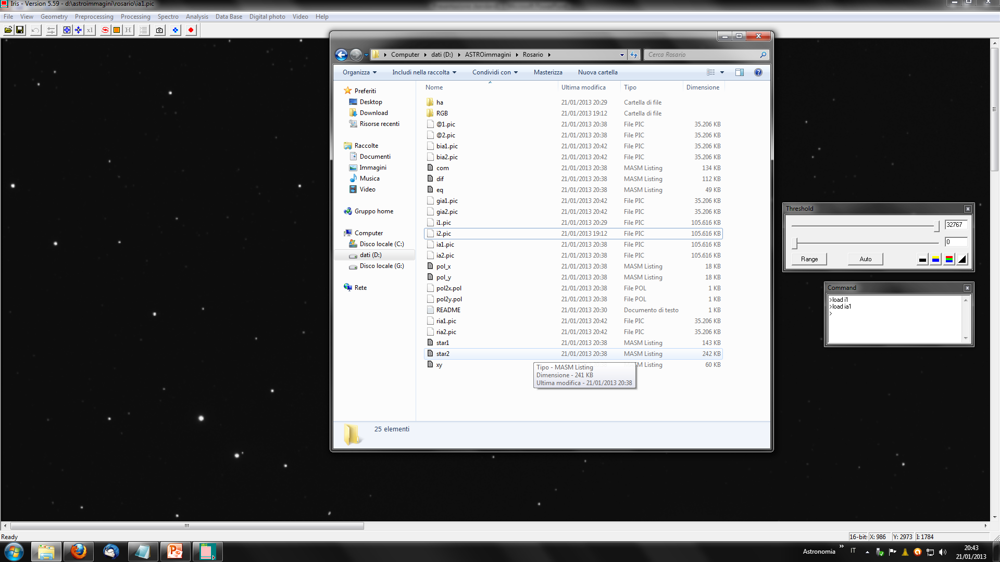 Iris - Version 5.59 - d:\astroimmagini\rosario\ia1.pic
File View Geometry Preprocessing Processing Spectro Analysis Data Base Digital photo Video Help
x1 H
Computer dati (D:) ASTROimmagini Rosario
Cerca Rosario
Organizza Includi nella raccolta Condividi con Masterizza Nuova cartella
Preferiti
Desktop
Download
Risorse recenti
Raccolte
Documenti
Immagini
Musica
Video
Gruppo home
Computer
Disco locale (C:)
dati (D:)
Disco locale (G:)
Rete
Nome Ultima modifica Tipo Dimensione
ha 21/01/2013 20:29 Cartella di file
RGB 21/01/2013 19:12 Cartella di file
@1.pic 21/01/2013 20:38 File PIC 35.206 KB
@2.pic 21/01/2013 20:38 File PIC 35.206 KB
bia1.pic 21/01/2013 20:42 File PIC 35.206 KB
bia2.pic 21/01/2013 20:42 File PIC 35.206 KB
com 21/01/2013 20:38 MASM Listing 134 KB
dif 21/01/2013 20:38 MASM Listing 112 KB
eq 21/01/2013 20:38 MASM Listing 49 KB
gia1.pic 21/01/2013 20:42 File PIC 35.206 KB
gia2.pic 21/01/2013 20:42 File PIC 35.206 KB
i1.pic 21/01/2013 20:29 File PIC 105.616 KB
i2.pic 21/01/2013 19:12 File PIC 105.616 KB
ia1.pic 21/01/2013 20:38 File PIC 105.616 KB
ia2.pic 21/01/2013 20:38 File PIC 105.616 KB
pol_x 21/01/2013 20:38 MASM Listing 18 KB
pol_y 21/01/2013 20:38 MASM Listing 18 KB
pol2x.pol 21/01/2013 20:38 File POL 1 KB
pol2y.pol 21/01/2013 20:38 File POL 1 KB
README 21/01/2013 20:30 Documento di testo 1 KB
ria1.pic 21/01/2013 20:42 File PIC 35.206 KB
ria2.pic 21/01/2013 20:42 File PIC 35.206 KB
star1 21/01/2013 20:38 MASM Listing 143 KB
star2 21/01/2013 20:38 MASM Listing 242 KB
xy SM Listing 60 KB
Tipo - MASM Listing
Dimensione - 241 KB
Ultima modifica - 21/01/2013 20:38
25 elementi
Threshold
32767
0
Range Auto
Command
>load i1
>load ia1
>
Ready
16-bit: X: 986 Y: 2973 I: 1784
Astronomia IT
20:43
21/01/2013